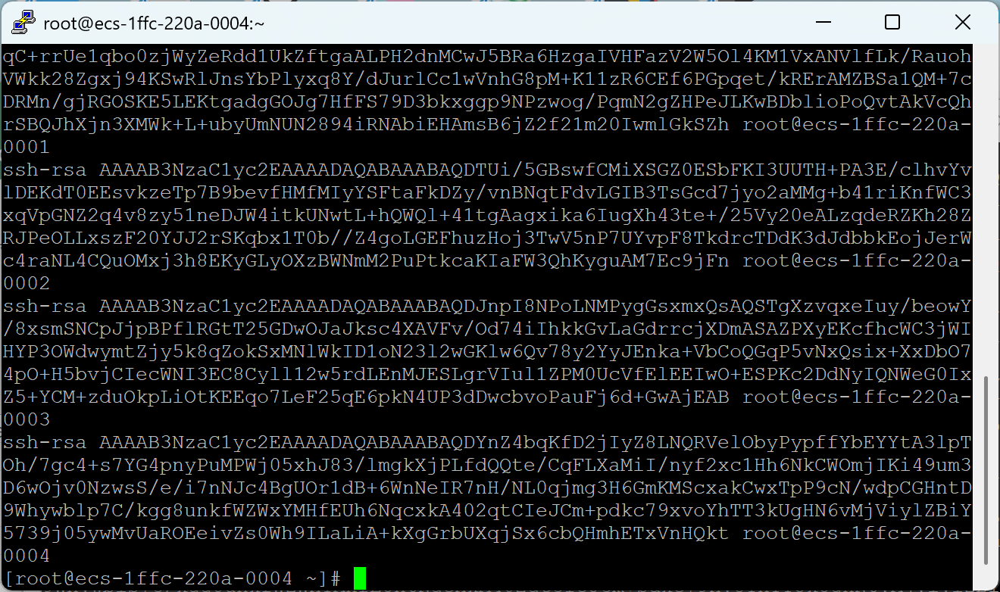 root@ecs-1ffc-220a-0004:~
qC+rrUe1qbo0zjWyZeRdd1UkZftgaALPH2dnMCwJ5BRa6HzgaIVHFazV2W5Ol4KM1VxANVlfLk/Rauoh
VWkk28Zgxj94KSwRlJnsYbPlyxq8Y/dJurlCc1wVnhG8pM+K11zR6CEf6PGpqet/kRErAMZBSa1QM+7c
DRMn/gjRGOSKE5LEKtgadgGOJg7HfFS79D3bkxggp9NPzwog/PqmN2gZHPeJLKwBDblioPoQvtAkVcQh
rSBQJhXjn3XMWk+L+ubyUmNUN2894iRNAbiEHAmsB6jZ2f21m20IwmlGkSZh root@ecs-1ffc-220a-
0001
ssh-rsa AAAAB3NzaC1yc2EAAAADAQABAAABAQDTUi/5GBswfCMiXSGZ0ESbFKI3UUTH+PA3E/clhvYv
lDEKdT0EEsvkzeTp7B9bevfHMfMIyYSFtaFkDZy/vnBNqtFdvLGIB3TsGcd7jyo2aMMg+b41riKnfWC3
xqVpGNZ2q4v8zy51neDJW4itkUNwtL+hQWQl+41tgAagxika6IugXh43te+/25Vy20eALzqdeRZKh28Z
RJPeOLLxszF20YJJ2rSKqbx1T0b//Z4goLGEFhuzHoj3TwV5nP7UYvpF8TkdrcTDdK3dJdbbkEojJerW
c4raNL4CQuOMxj3h8EKyGLyOXzBWNmM2PuPtkcaKIaFW3QhKyguAM7Ec9jFn root@ecs-1ffc-220a-
0002
ssh-rsa AAAAB3NzaC1yc2EAAAADAQABAAABAQDJnpI8NPoLNMPygGsxmxQsAQSTgXzvqxeIuy/beowY
/8xsmSNCpJjpBPflRGtT25GDwOJaJksc4XAVFv/Od74iIhkkGvLaGdrrcjXDmASAZPXyEKcfhcWC3jWI
HYP3OWdwymtZjy5k8qZokSxMNlWkID1oN23l2wGKlw6Qv78y2YyJEnka+VbCoQGqP5vNxQsix+XxDbO7
4pO+H5bvjCIecWNI3EC8Cyll12w5rdLEnMJESLgrVIul1ZPM0UcVfElEEIwO+ESPKc2DdNyIQNWeG0Ix
Z5+YCM+zduOkpLiOtKEEqo7LeF25qE6pkN4UP3dDwcbvoPauFj6d+GwAjEAB root@ecs-1ffc-220a-
0003
ssh-rsa AAAAB3NzaC1yc2EAAAADAQABAAABAQDYnZ4bqKfD2jIyZ8LNQRVelObyPypffYbEYYtA3lpT
Oh/7gc4+s7YG4pnyPuMPWj05xhJ83/lmgkXjPLfdQQte/CqFLXaMiI/nyf2xc1Hh6NkCWOmjIKi49um3
D6wOjv0NzwsS/e/i7nNJc4BgUOr1dB+6WnNeIR7nH/NL0qjmg3H6GmKMScxakCwxTpP9cN/wdpCGHntD
9Whywblp7C/kgg8unkfWZWxYMHfEUh6NqcxkA402qtCIeJCm+pdkc79xvoYhTT3kUgHN6vMjViylZBiY
5739j05ywMvUaROEeivZs0Wh9ILaLiA+kXgGrbUXqjSx6cbQHmhETxVnHQkt root@ecs-1ffc-220a-
0004
[root@ecs-1ffc-220a-0004 ~]#